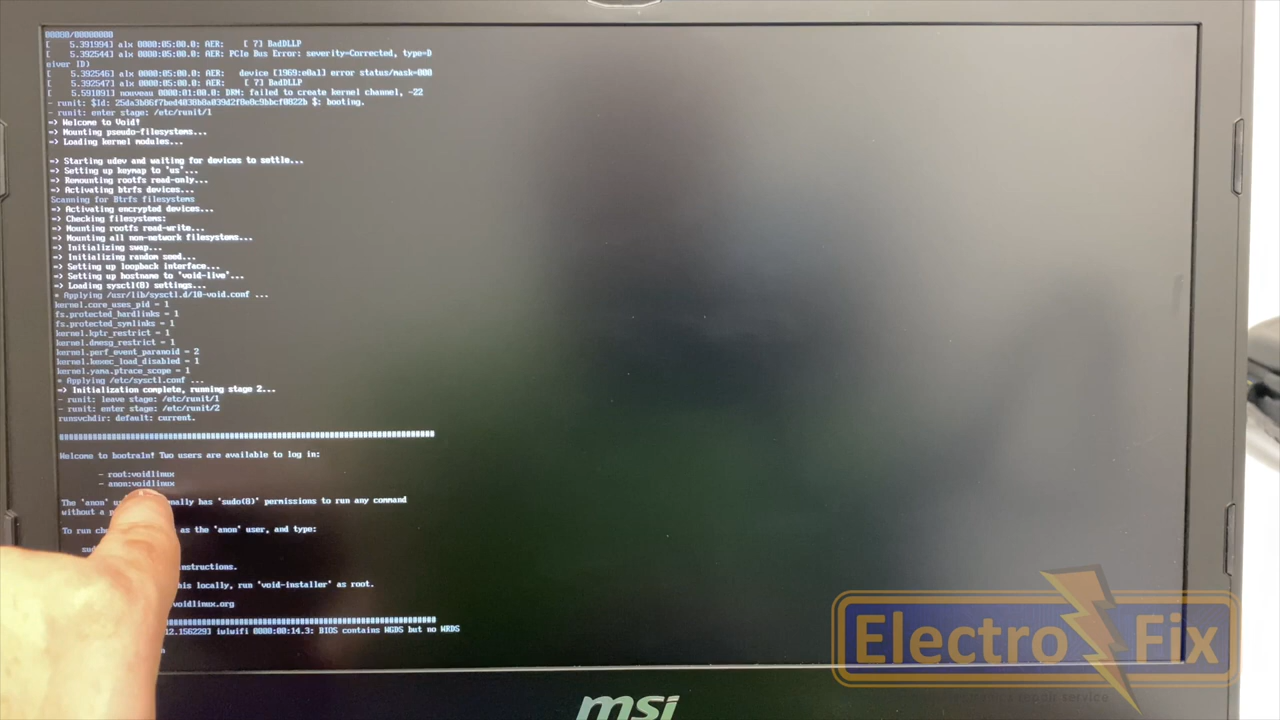 00000/00000000
[    5.391994] alx 0000:05:00.0: AER:    [ 7] BadDLLP
[    5.392544] alx 0000:05:00.0: AER: PCIe Bus Error: severity=Corrected, type=D
eiver ID)
[    5.392546] alx 0000:05:00.0: AER:   device [1969:e0a1] error status/mask=000
[    5.392547] alx 0000:05:00.0: AER:    [ 7] BadDLLP
[    5.591091] nouveau 0000:01:00.0: DRM: failed to create kernel channel, -22
- runit: $Id: booting.
- runit: enter stage: /etc/runit/1
=> Welcome to Void!
=> Mounting pseudo-filesystems...
=> Loading kernel modules...
=> Starting udev and waiting for devices to settle...
=> Setting up keymap to 'us'...
=> Remounting rootfs read-only...
=> Activating btrfs devices...
Scanning for Btrfs filesystems
=> Activating encrypted devices...
=> Checking filesystems:
=> Mounting rootfs read-write...
=> Mounting all non-network filesystems...
=> Initializing swap...
=> Initializing random seed...
=> Setting up loopback interface...
=> Setting up hostname to 'void-live'...
=> Loading sysctl(8) settings...
* Applying /usr/lib/sysctl.d/10-void.conf ...
kernel.core_uses_pid = 1
fs.protected_hardlinks = 1
fs.protected_symlinks = 1
kernel.kptr_restrict = 1
kernel.dmesg_restrict = 1
kernel.perf_event_paranoid = 2
kernel.kexec_load_disabled = 1
kernel.yama.ptrace_scope = 1
* Applying /etc/sysctl.conf ...
=> Initialization complete, running stage 2...
- runit: leave stage: /etc/runit/1
- runit: enter stage: /etc/runit/2
runsvchdir: default: current.
Welcome to bootra1n! Two users are available to log in:
- root:voidlinux
- anon:voidlinux
The 'anon' has 'sudo(8)' permissions to run any command
without a
To run as the 'anon' user, and type:
locally, run 'void-installer' as root.
voidlinux.org
iwlwifi 0000:00:14.3: BIOS contains WGDS but no WRDS
Electro Fix
msi